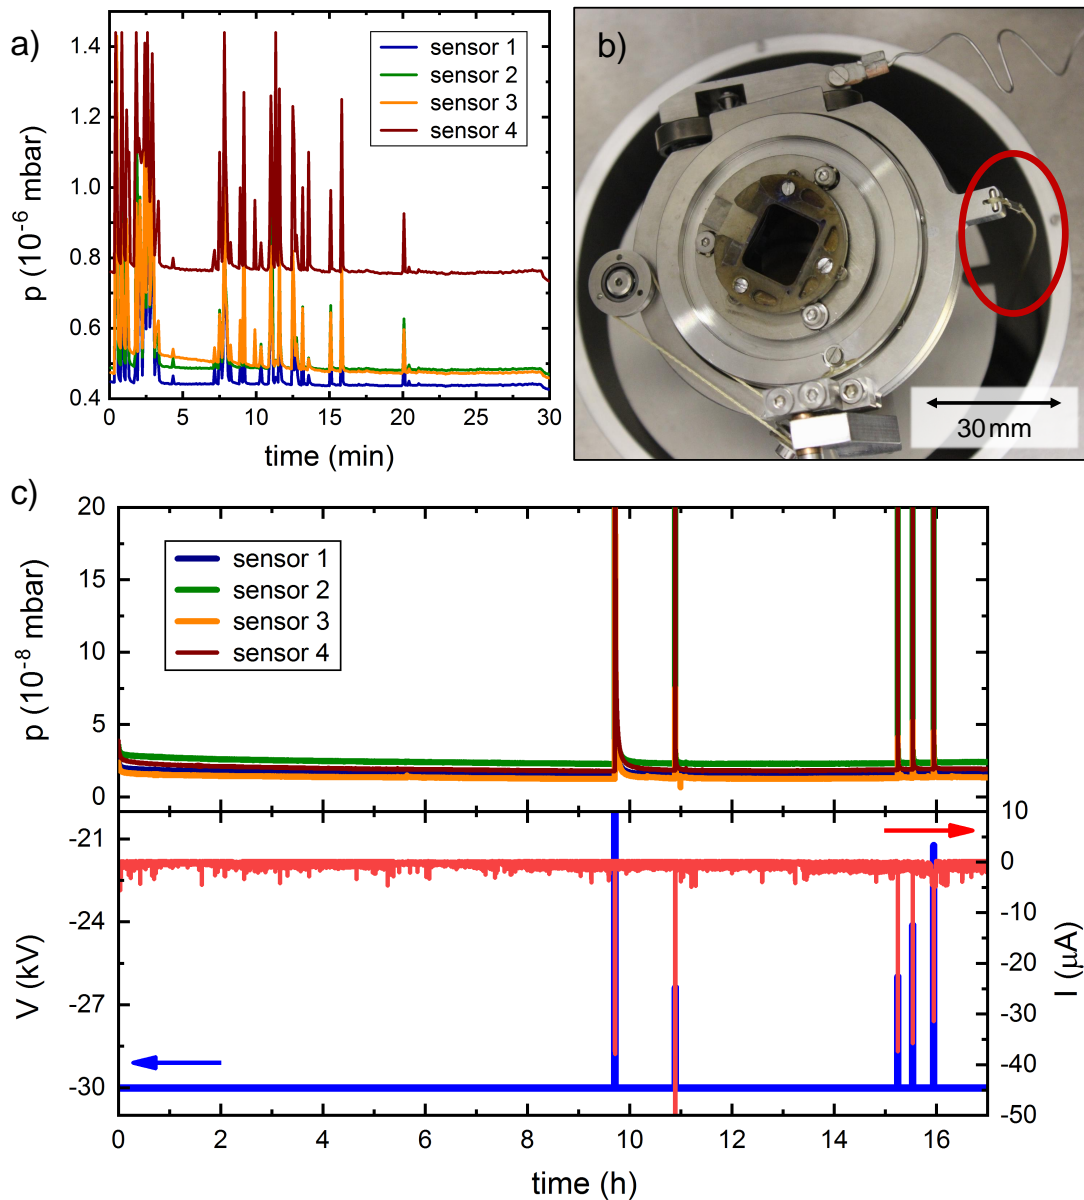 a)
1.4
1.2
1.0
0.8
0.6
0.4
p (10⁻⁶ mbar)
sensor 1
sensor 2
sensor 3
sensor 4
0 5 10 15 20 25 30
time (min)
b)
30 mm
c)
20
15
10
5
0
p (10⁻⁸ mbar)
sensor 1
sensor 2
sensor 3
sensor 4
-21
-24
-27
-30
V (kV)
10
0
-10
-20
-30
-40
-50
I (μA)
0 2 4 6 8 10 12 14 16
time (h)